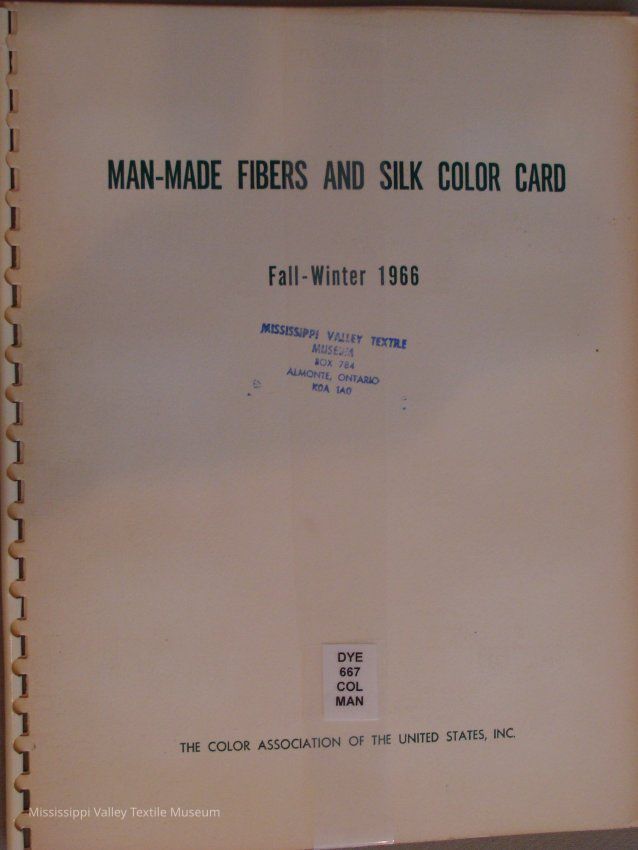 MAN-MADE FIBERS AND SILK COLOR CARD
Fall-Winter 1966
MISSISSIPPI VALLEY TEXTILE
MUSEUM
BOX 784
ALMONTE, ONTARIO
K0A 1A0
DYE
667
COL
MAN
THE COLOR ASSOCIATION OF THE UNITED STATES, INC.
Mississippi Valley Textile Museum